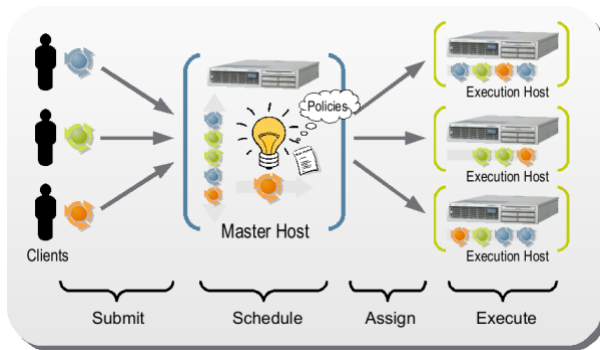 Policies
Execution Host
Execution Host
Master Host
Execution Host
Clients
Submit
Schedule
Assign
Execute